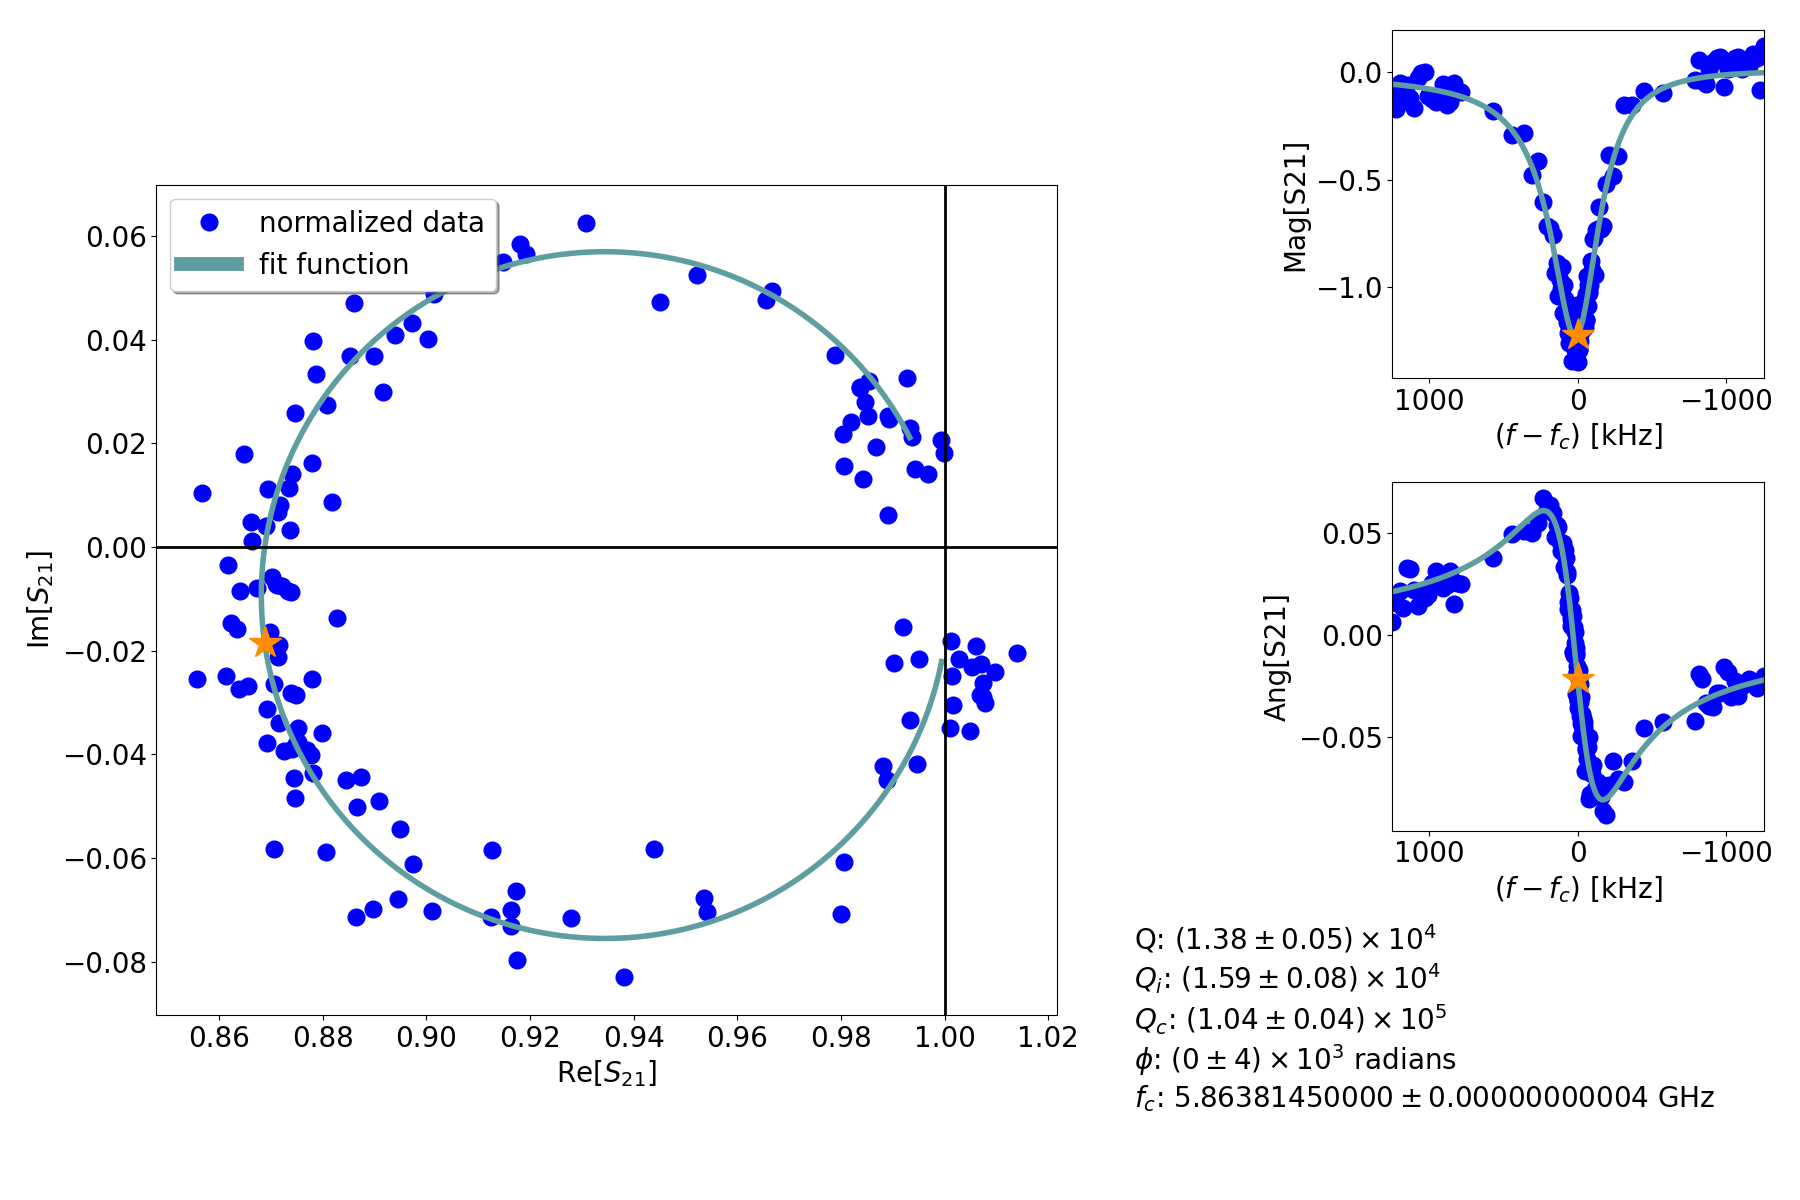 normalized data
fit function
0.06
0.04
0.02
0.00
−0.02
−0.04
−0.06
−0.08
Im[S21]
0.86 0.88 0.90 0.92 0.94 0.96 0.98 1.00 1.02
Re[S21]
0.0
−0.5
−1.0
Mag[S21]
1000 0 −1000
(f − fc) [kHz]
0.05
0.00
−0.05
Ang[S21]
1000 0 −1000
(f − fc) [kHz]
Q: (1.38 ± 0.05) × 10^4
Qi: (1.59 ± 0.08) × 10^4
Qc: (1.04 ± 0.04) × 10^5
ϕ: (0 ± 4) × 10^3 radians
fc: 5.86381450000 ± 0.00000000004 GHz